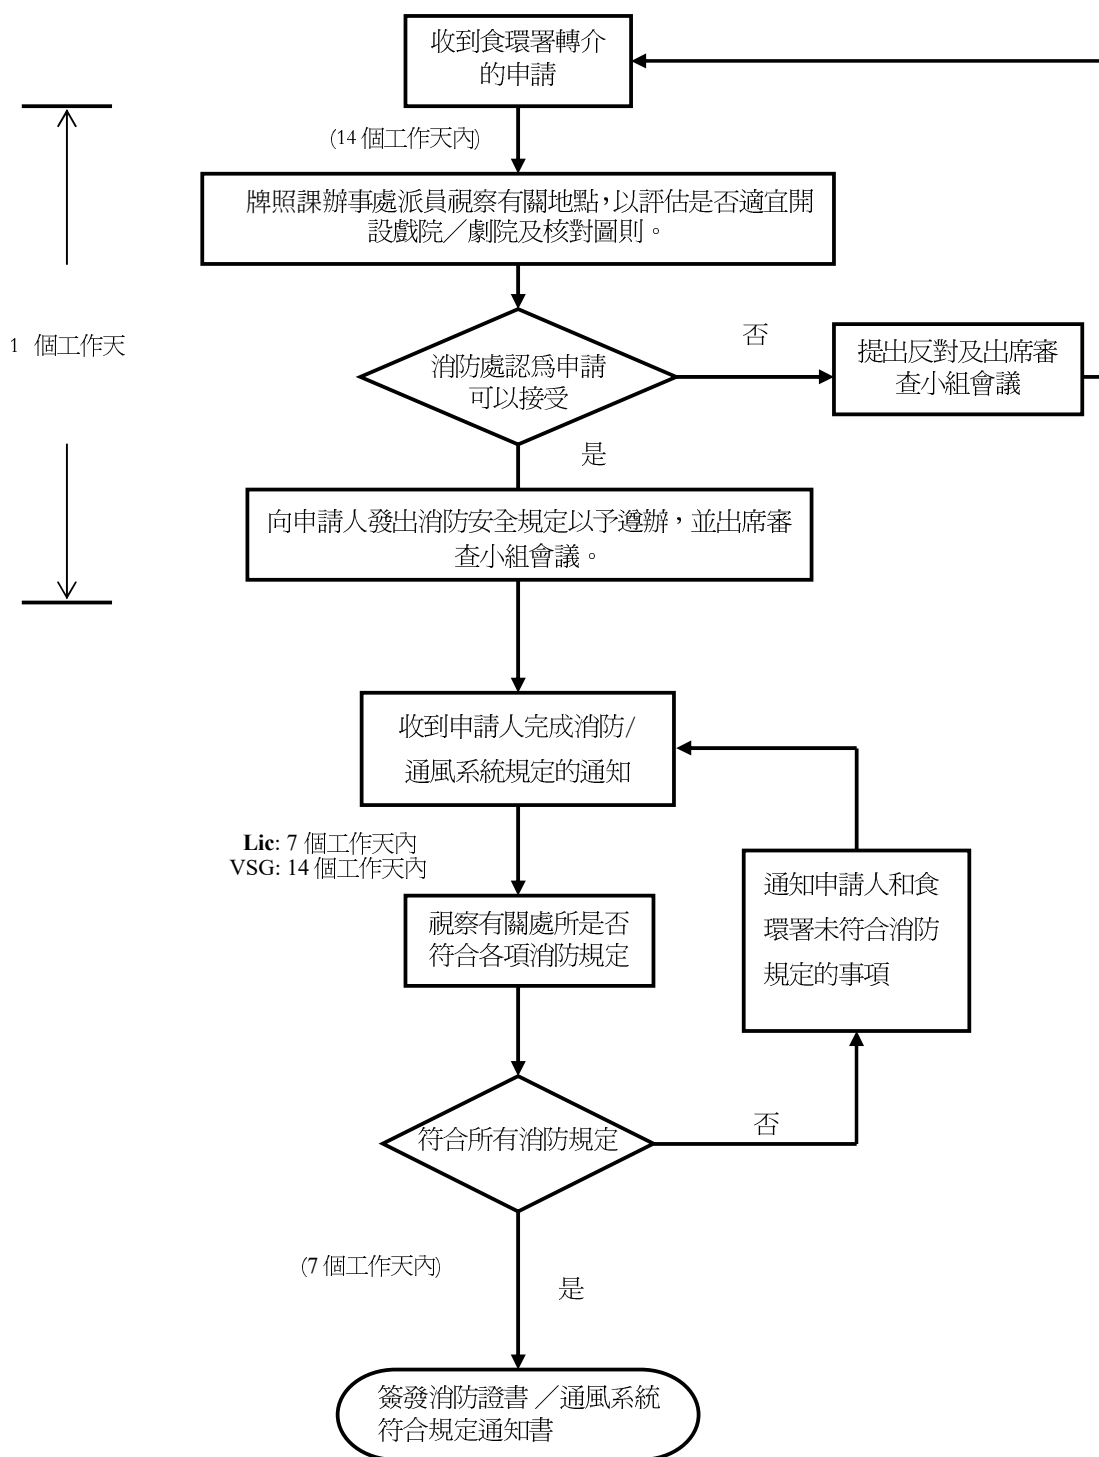 收到食環署轉介
的申請
(14 個工作天內)
牌照課辦事處派員視察有關地點，以評估是否適宜開
設戲院／劇院及核對圖則。
1 個工作天
消防處認為申請
可以接受
否
提出反對及出席審
查小組會議
是
向申請人發出消防安全規定以予遵辦，並出席審
查小組會議。
收到申請人完成消防/
通風系統規定的通知
Lic: 7 個工作天內
VSG: 14 個工作天內
視察有關處所是否
符合各項消防規定
通知申請人和食
環署未符合消防
規定的事項
符合所有消防規定
否
(7 個工作天內)
是
簽發消防證書 ／通風系統
符合規定通知書